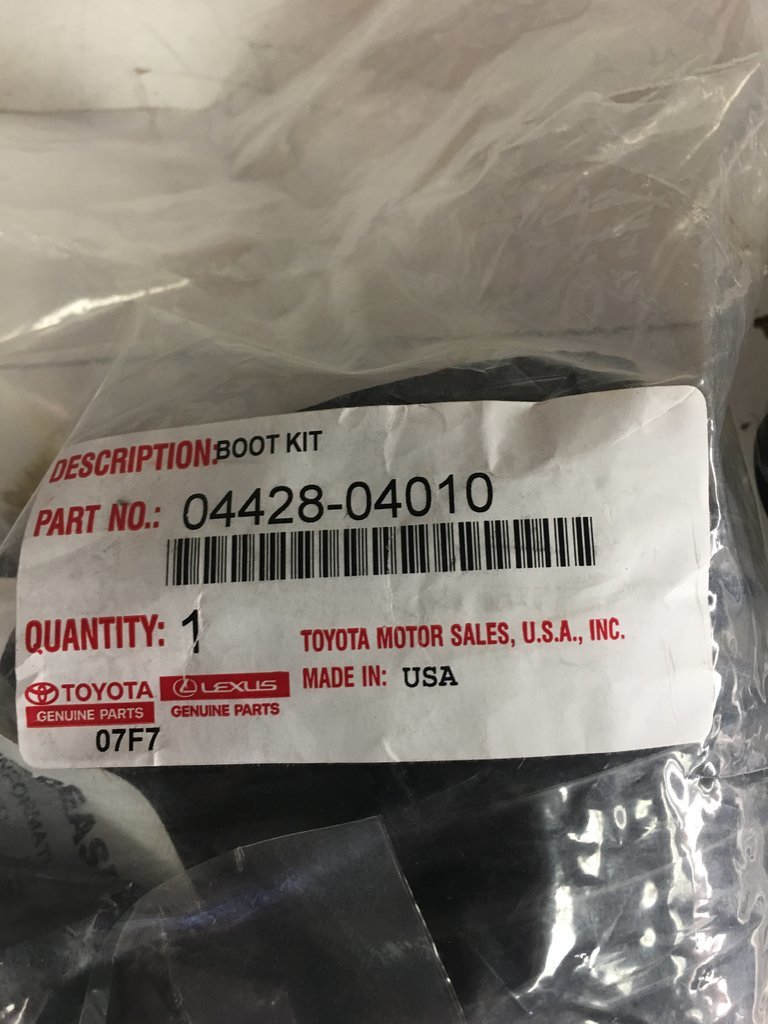 DESCRIPTION: BOOT KIT
PART NO.: 04428-04010
QUANTITY: 1
TOYOTA MOTOR SALES, U.S.A., INC.
MADE IN: USA
TOYOTA
GENUINE PARTS
LEXUS
GENUINE PARTS
07F7